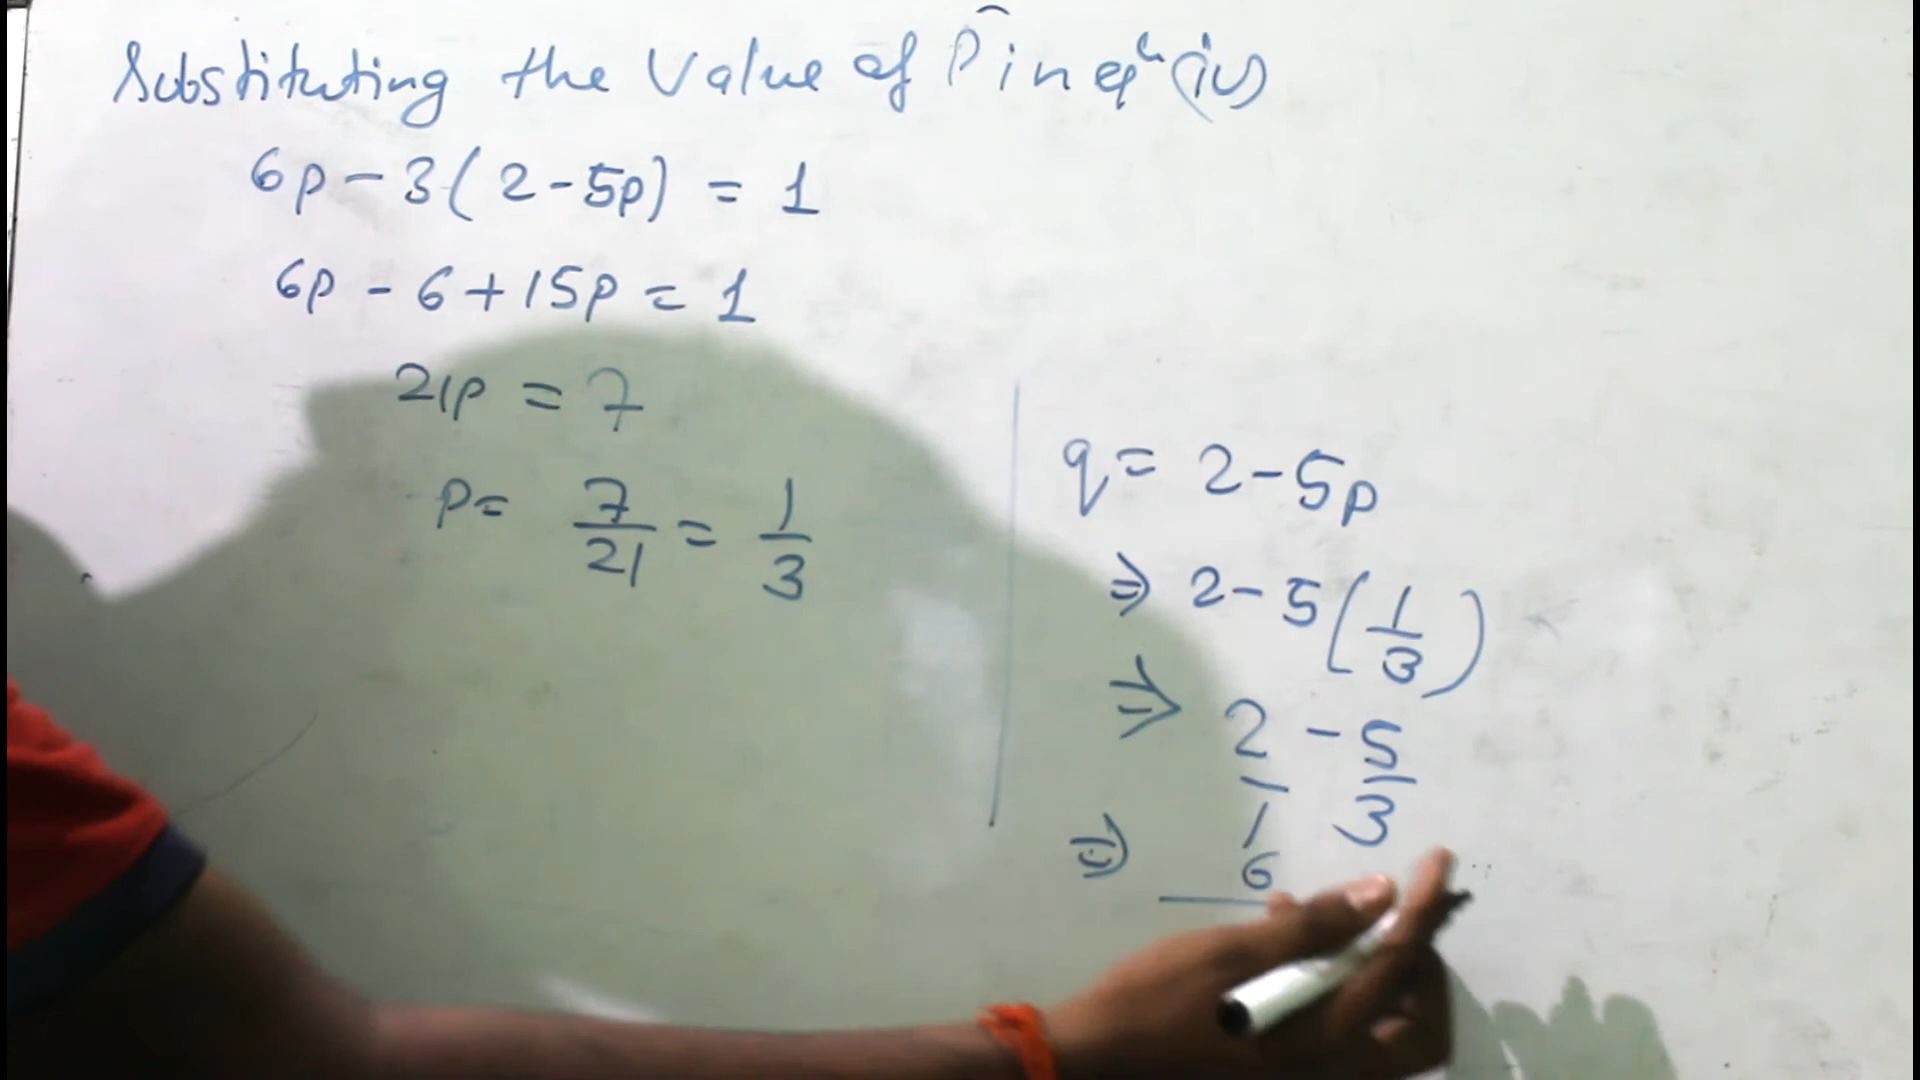 Substituting the Value of P in eqn (iv)
6p - 3(2 - 5p) = 1
6p - 6 + 15p = 1
21p = 7
p = 7/21 = 1/3
q = 2 - 5p
⇒ 2 - 5(1/3)
⇒ 2/1 - 5/3
⇒ 6